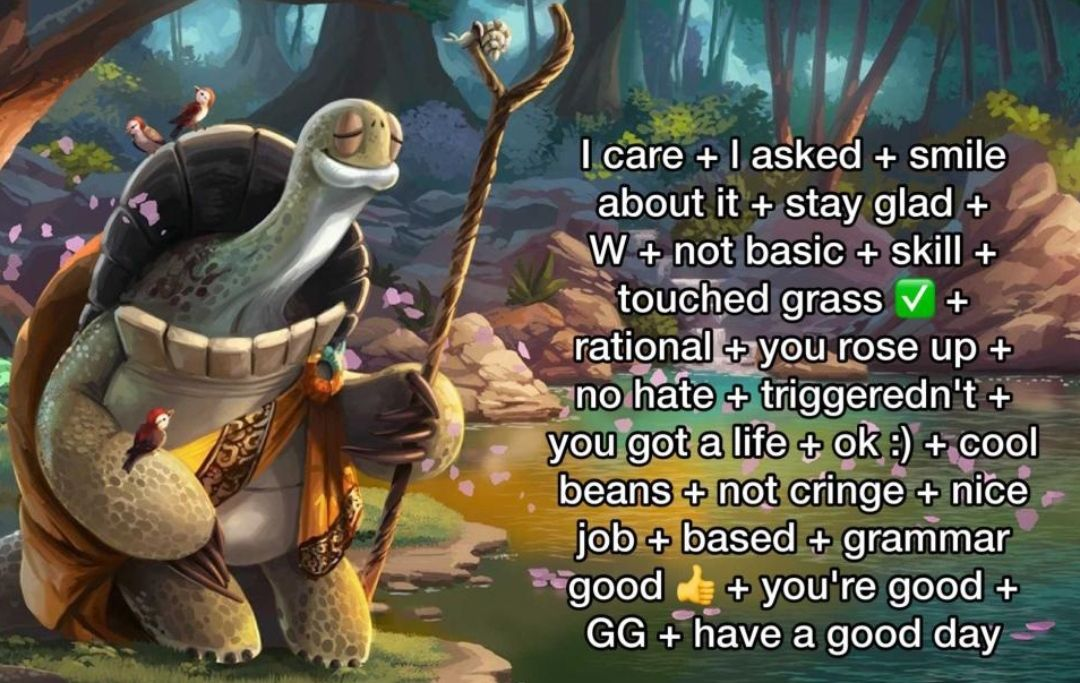 I care + I asked + smile
about it + stay glad +
W + not basic + skill +
touched grass ✅ +
rational + you rose up +
no hate + triggeredn't +
you got a life + ok :) + cool
beans + not cringe + nice
job + based + grammar
good 👍 + you're good +
GG + have a good day